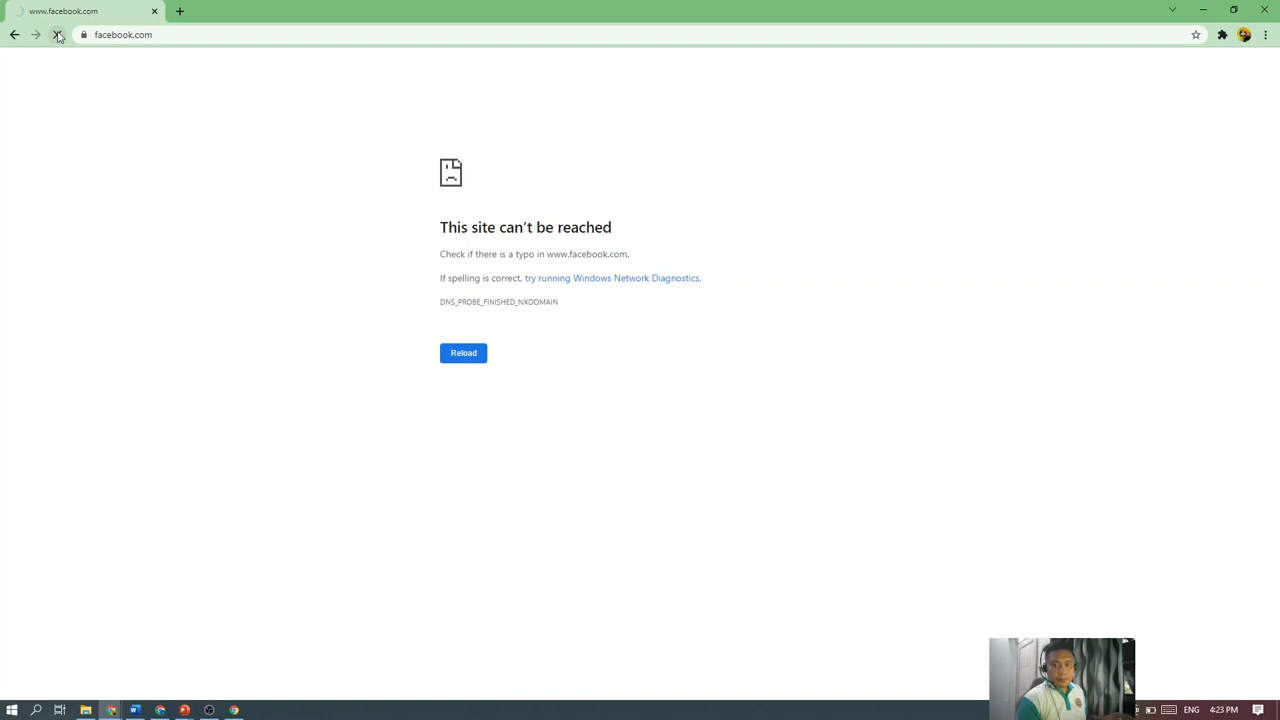 www.facebook.com
facebook.com
This site can’t be reached
Check if there is a typo in www.facebook.com.
If spelling is correct, try running Windows Network Diagnostics.
DNS_PROBE_FINISHED_NXDOMAIN
Reload
ENG 4:23 PM